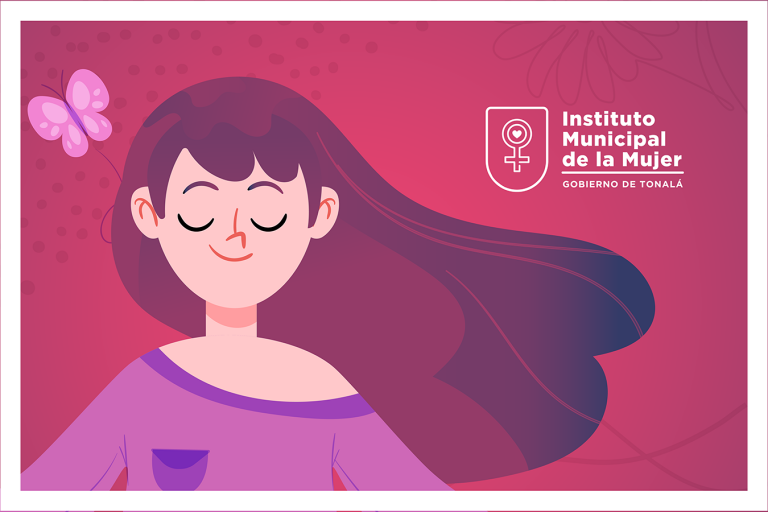 Instituto
Municipal
de la Mujer
GOBIERNO DE TONALÁ